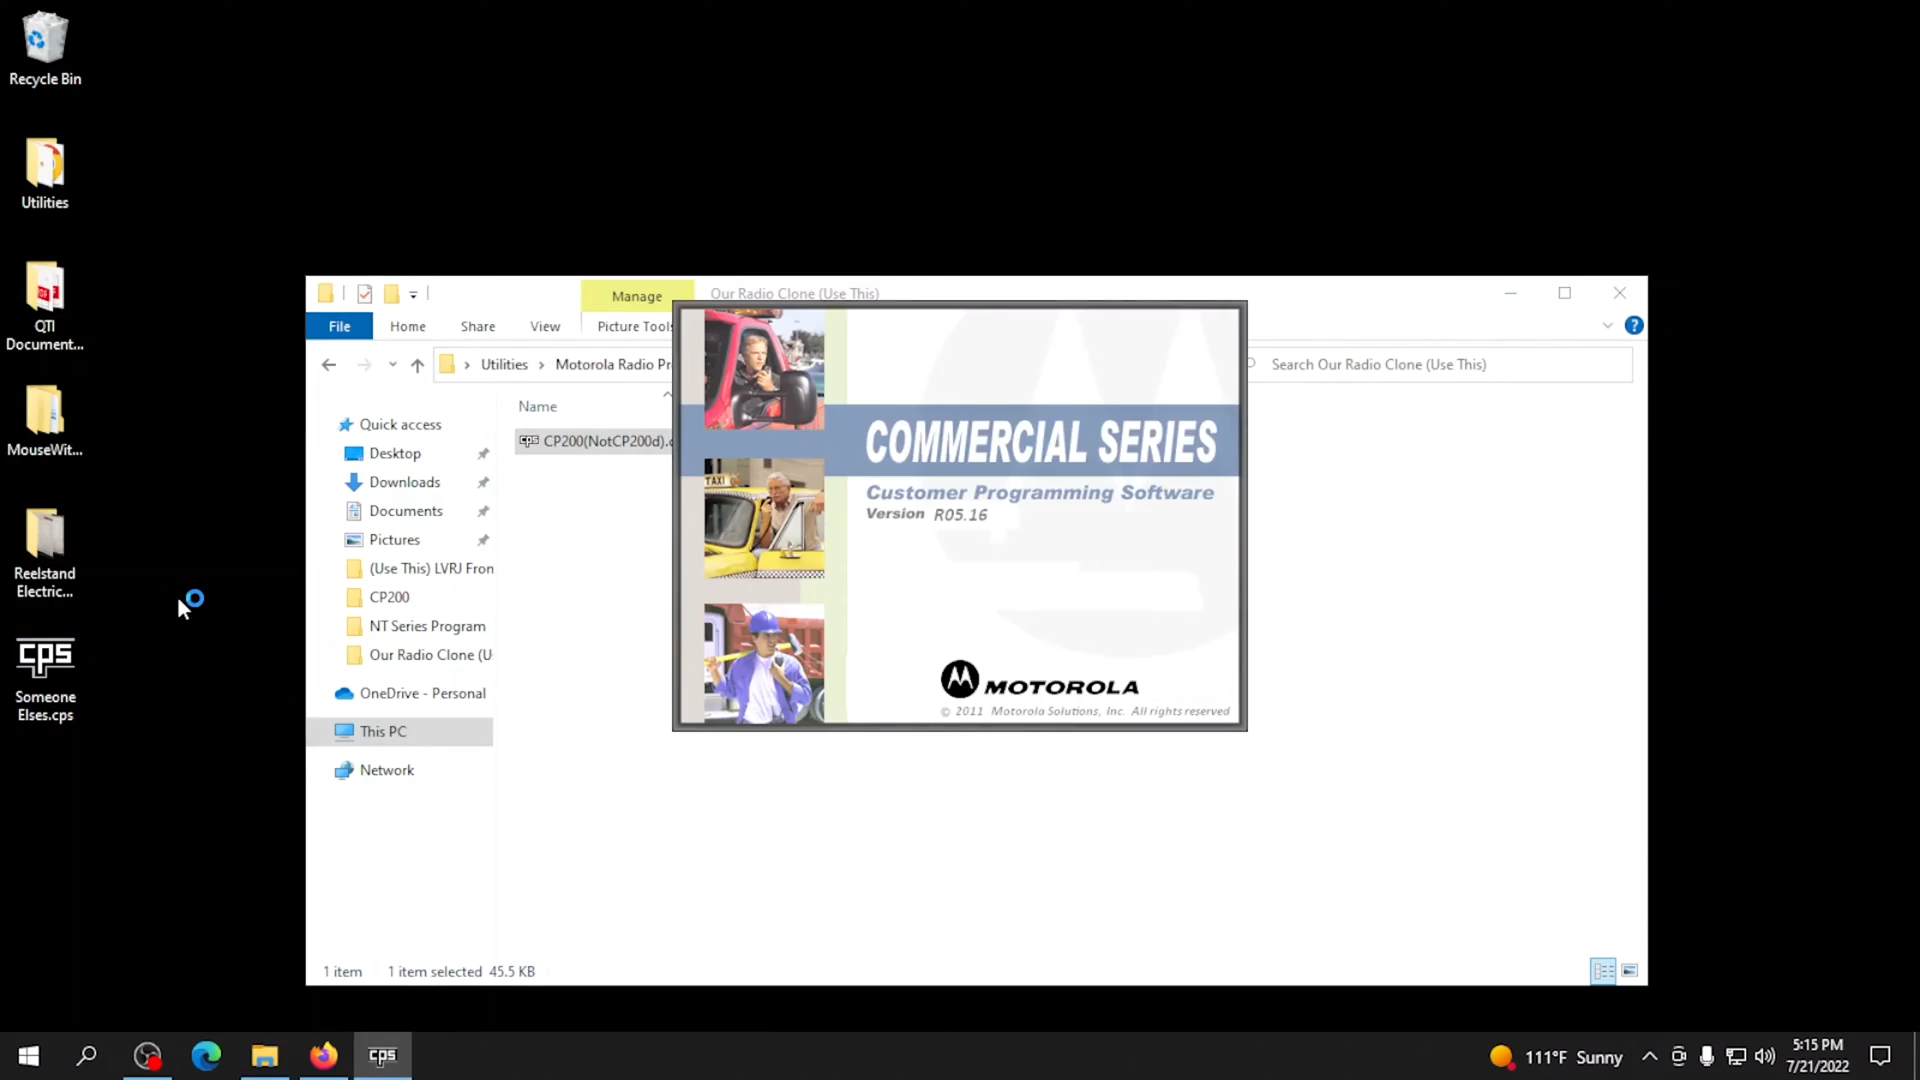 Recycle Bin
Utilities
QTI
Document...
MouseWit...
Reelstand
Electric...
cps
Someone
Elses.cps
Manage
Our Radio Clone (Use This)
File
Home
Share
View
Picture Tools
Utilities
Motorola Radio Pr
Search Our Radio Clone (Use This)
Name
CPS
CP200(NotCP200d).c
Quick access
Desktop
Downloads
Documents
Pictures
(Use This) LVRJ Fron
CP200
NT Series Program
Our Radio Clone (U
OneDrive - Personal
This PC
Network
TAXI
COMMERCIAL SERIES
Customer Programming Software
Version R05.16
MOTOROLA
© 2011 Motorola Solutions, Inc. All rights reserved
1 item
1 item selected 45.5 KB
cps
111°F Sunny
5:15 PM
7/21/2022